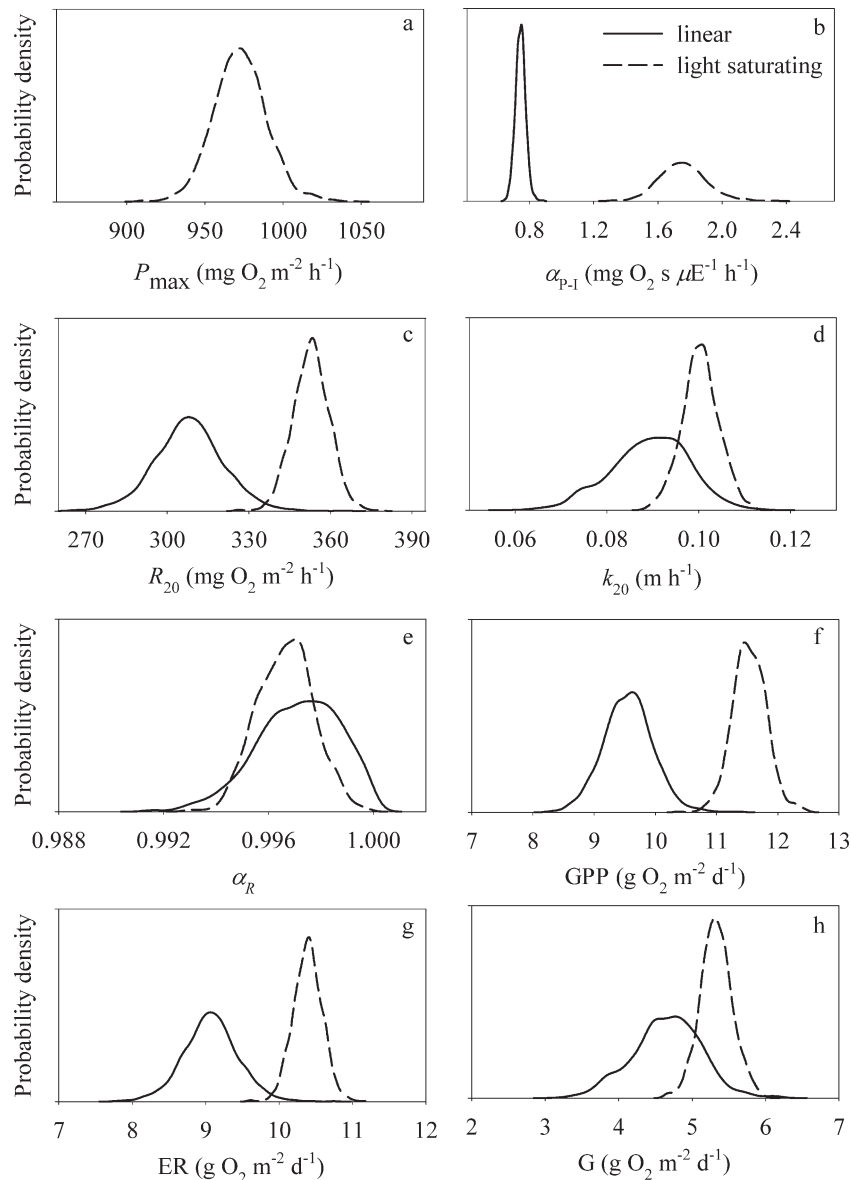 a
Probability density
900 950 1000 1050
Pmax (mg O2 m-2 h-1)
b
linear
light saturating
0.8 1.2 1.6 2.0 2.4
αP-I (mg O2 s μE-1 h-1)
c
Probability density
270 300 330 360 390
R20 (mg O2 m-2 h-1)
d
0.06 0.08 0.10 0.12
k20 (m h-1)
e
Probability density
0.988 0.992 0.996 1.000
αR
f
7 8 9 10 11 12 13
GPP (g O2 m-2 d-1)
g
Probability density
7 8 9 10 11 12
ER (g O2 m-2 d-1)
h
2 3 4 5 6 7
G (g O2 m-2 d-1)